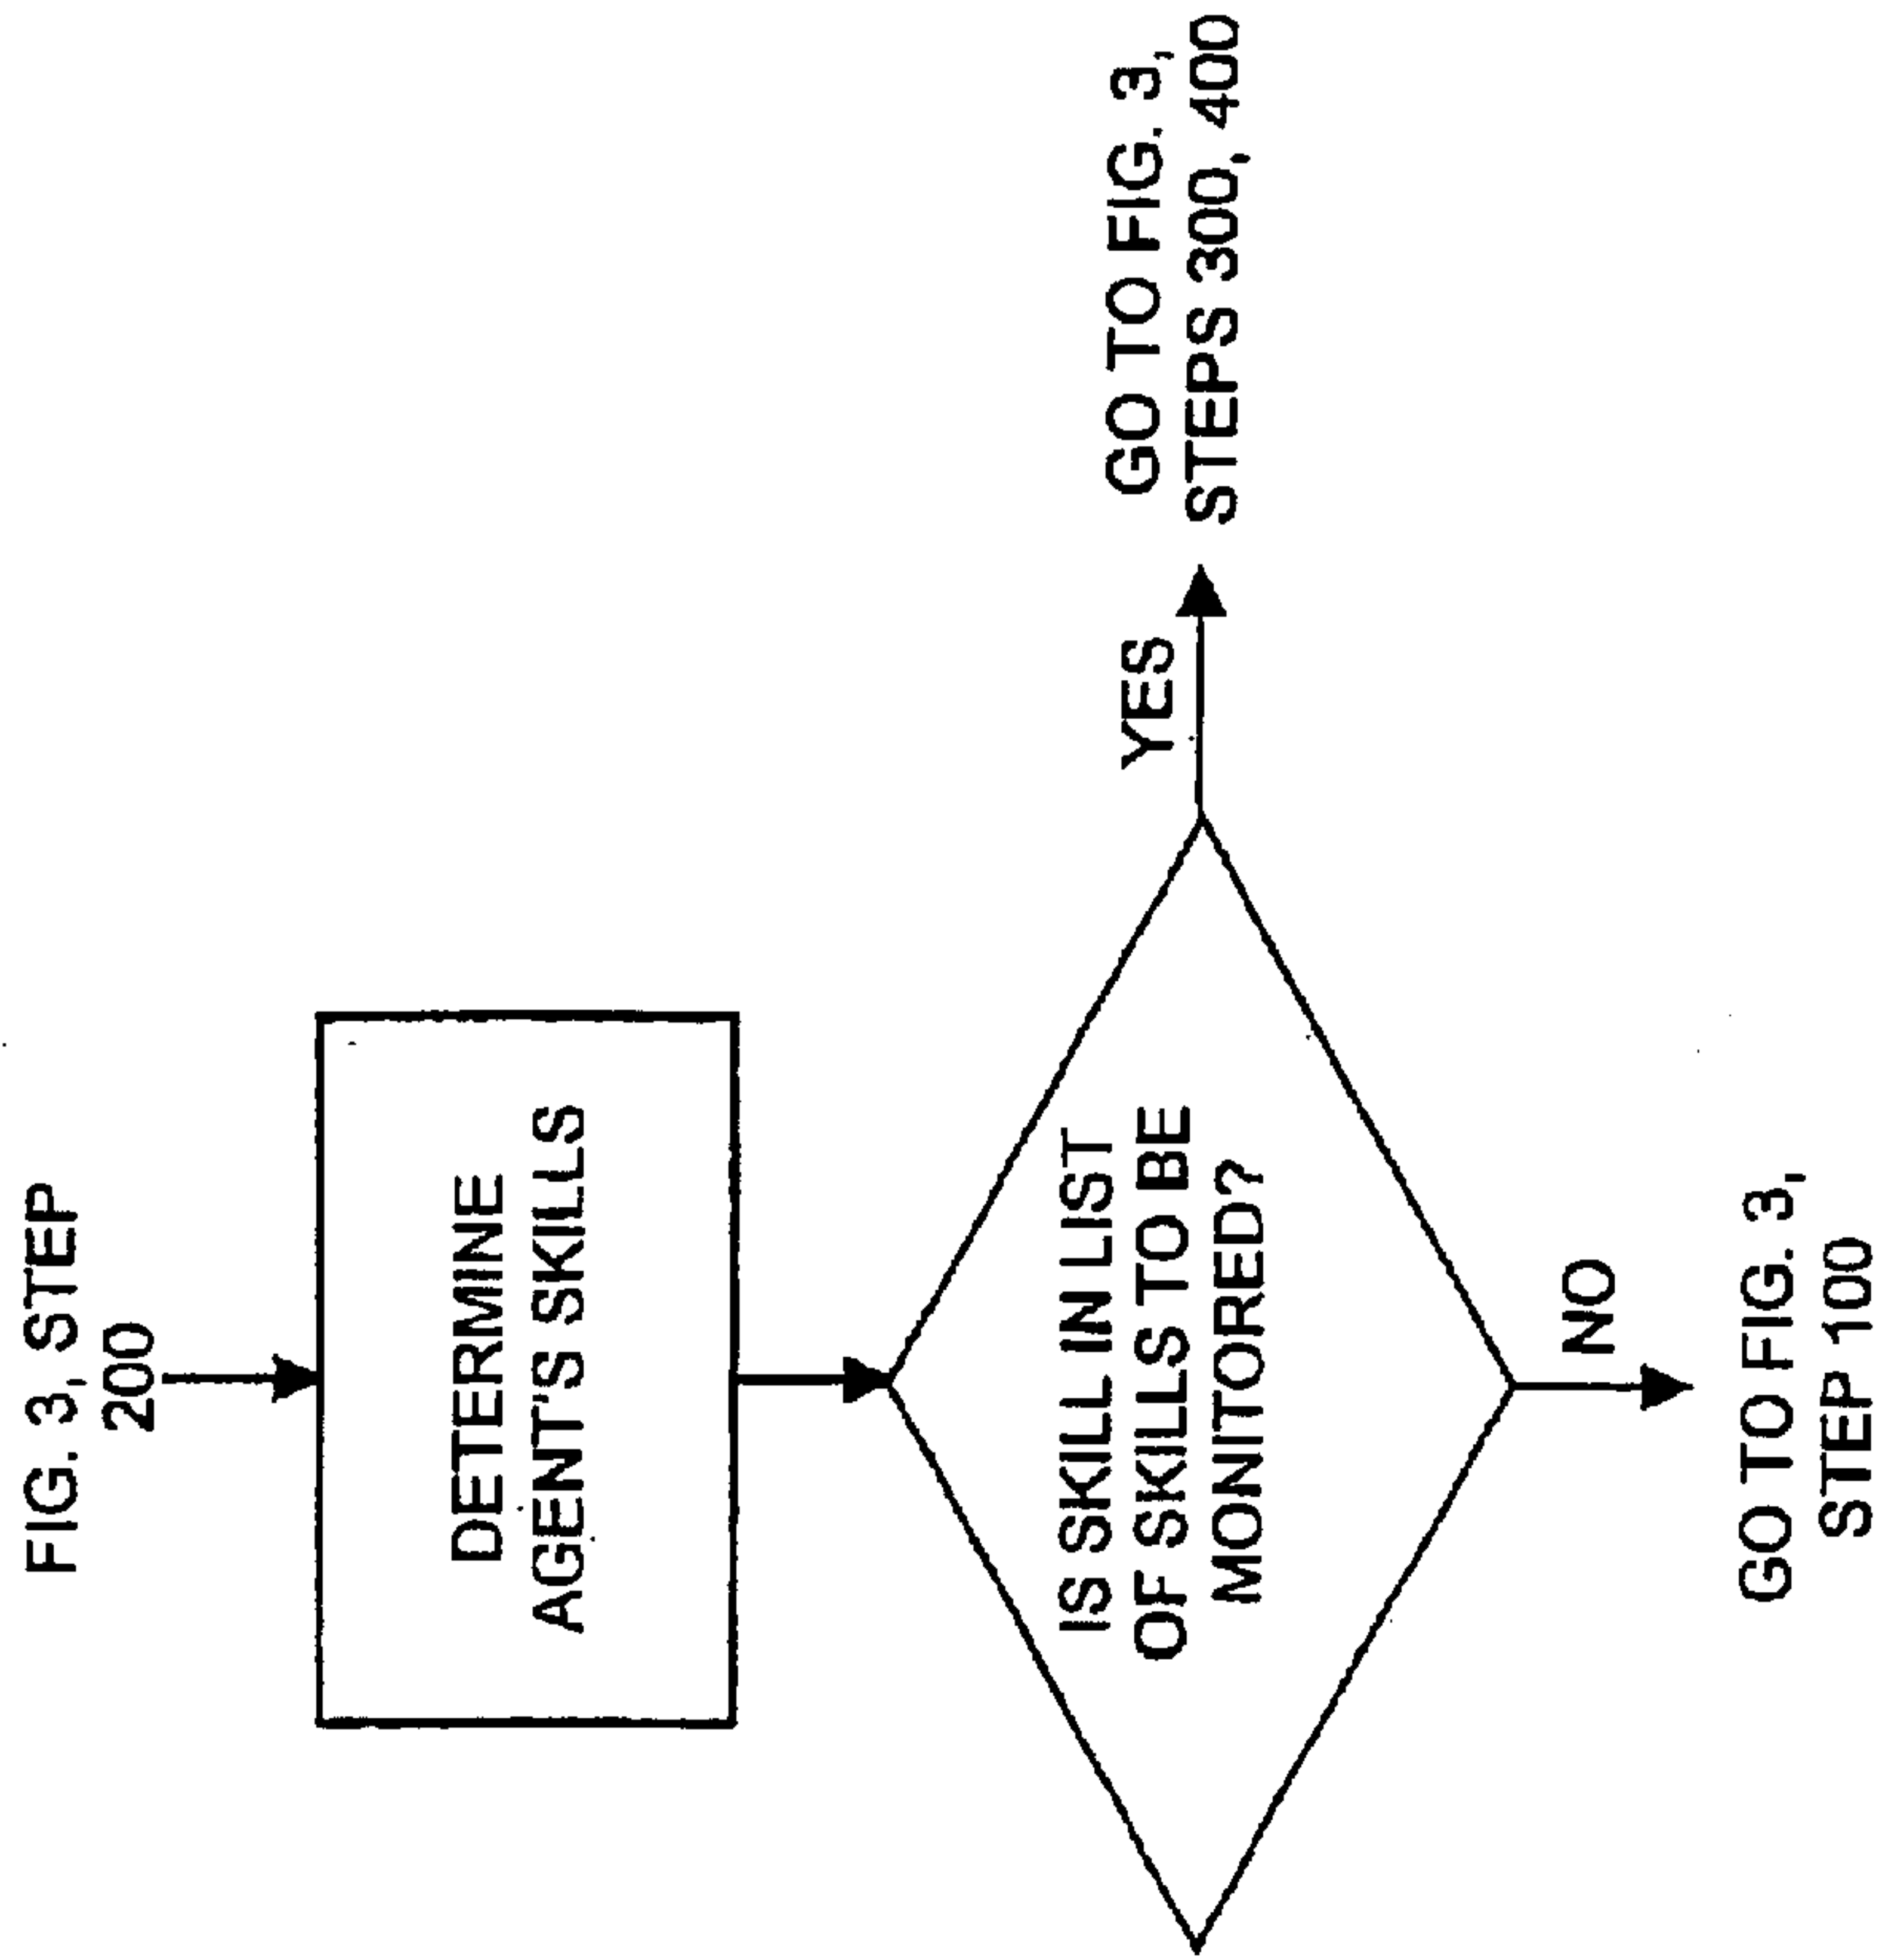 FIG. 3, STEP
200
DETERMINE
AGENT'S SKILLS
IS SKILL IN LIST
OF SKILLS TO BE
MONITORED?
YES
GO TO FIG. 3,
STEPS 300, 400
NO
GO TO FIG. 3,
STEP 100